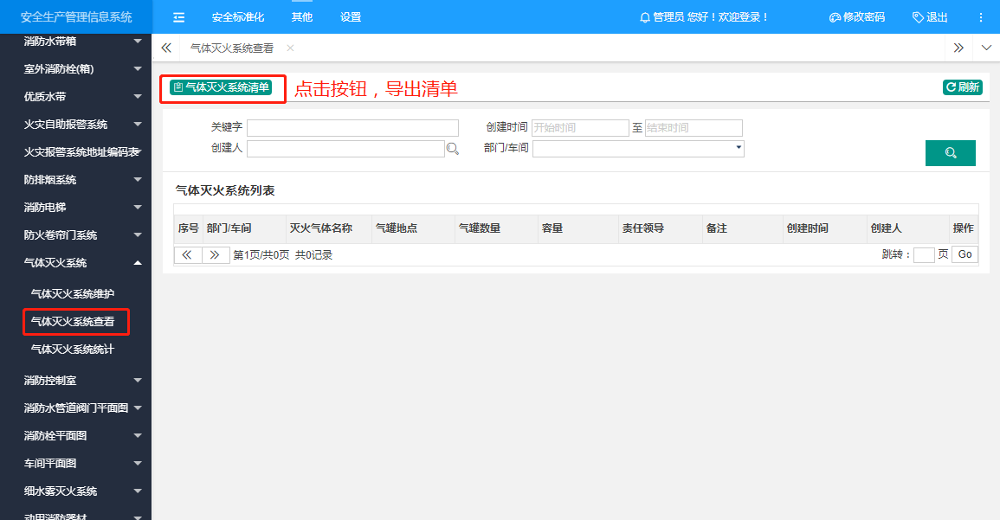 安全生产管理信息系统
安全标准化 其他 设置
管理员 您好！欢迎登录！ 修改密码 退出
气体灭火系统查看
消防水带箱
室外消防栓(箱)
优质水带
火灾自助报警系统
火灾报警系统地址编码表
防排烟系统
消防电梯
防火卷帘门系统
气体灭火系统
气体灭火系统维护
气体灭火系统查看
气体灭火系统统计
消防控制室
消防水管道阀门平面图
消防栓平面图
车间平面图
细水雾灭火系统
动用消防器材
气体灭火系统清单 点击按钮，导出清单 刷新
关键字 创建时间 开始时间 至 结束时间
创建人 部门/车间
气体灭火系统列表
序号 部门/车间 灭火气体名称 气罐地点 气罐数量 容量 责任领导 备注 创建时间 创建人 操作
第1页/共0页 共0记录 跳转： 页 Go